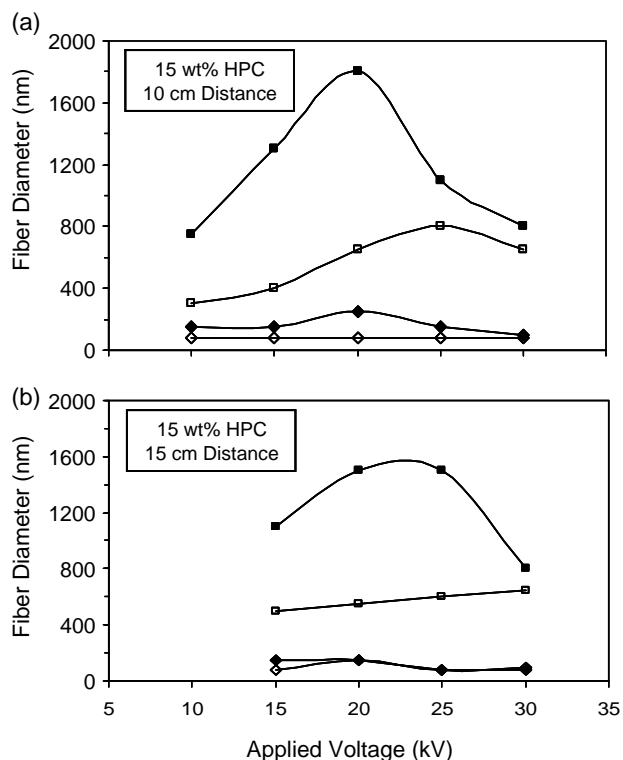 (a)
2000
1600
1200
800
400
0
Fiber Diameter (nm)
15 wt% HPC
10 cm Distance
(b)
2000
1600
1200
800
400
0
Fiber Diameter (nm)
15 wt% HPC
15 cm Distance
5 10 15 20 25 30 35
Applied Voltage (kV)